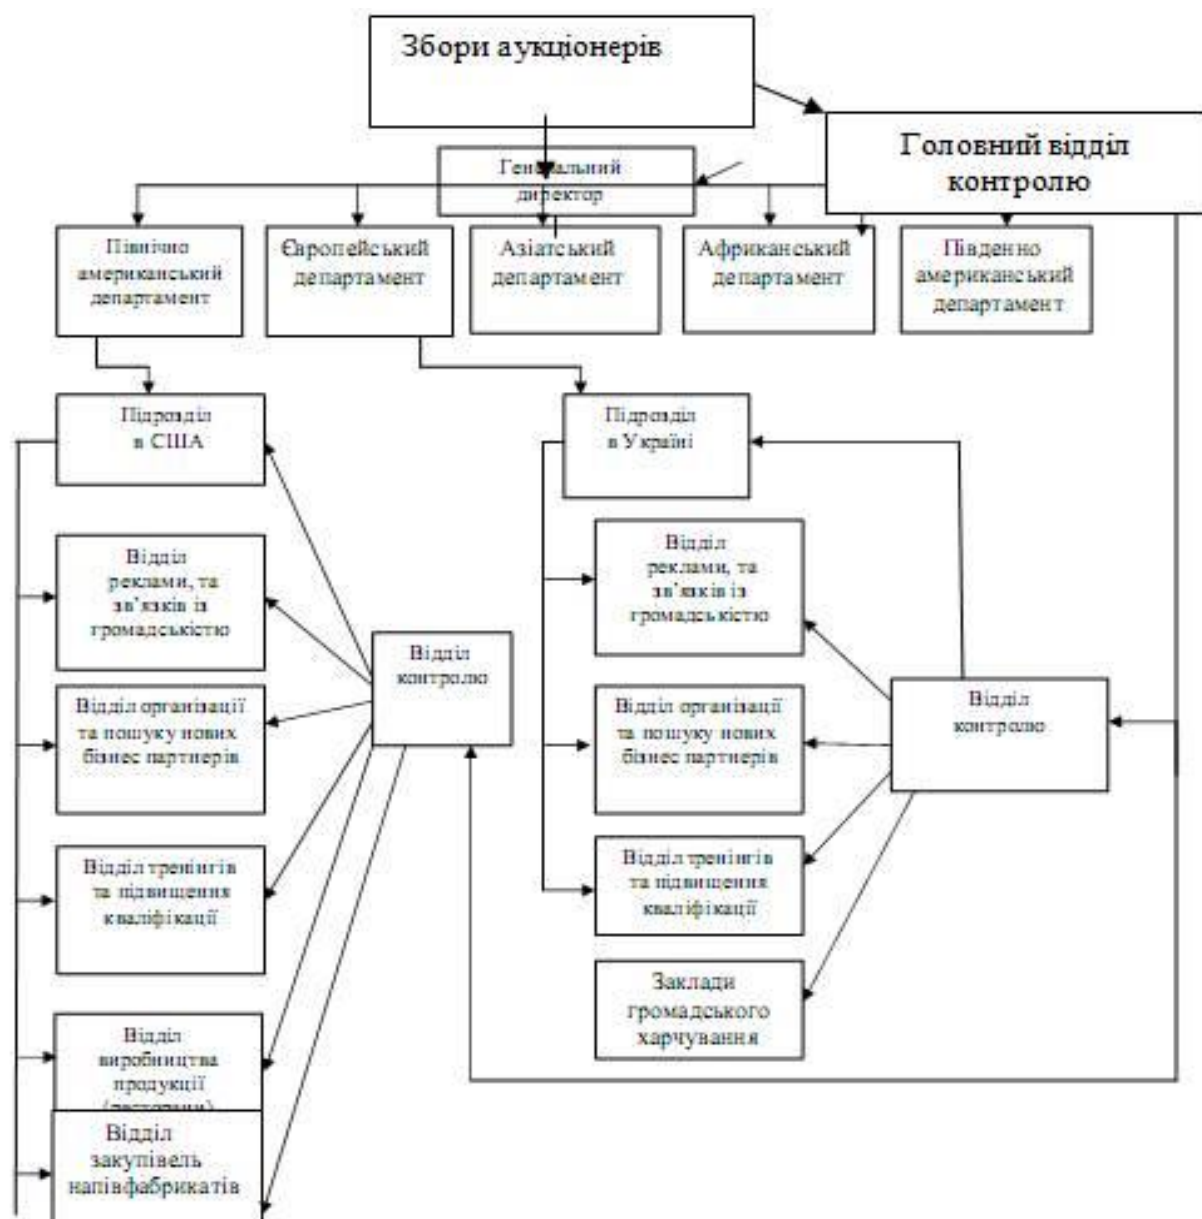 Збори аукціонерів
Головний відділ
контролю
Генеральний
директор
Північно
американський
департамент
Європейський
департамент
Азіатський
департамент
Африканський
департамент
Південно
американський
департамент
Підрозділ
в США
Підрозділ
в Україні
Відділ
реклами, та
зв'язків із
громадськістю
Відділ організації
та пошуку нових
бізнес партнерів
Відділ тренінгів
та підвищення
кваліфікації
Відділ
виробництва
продукції
(ресторани)
Відділ
закупівель
напівфабрикатів
Відділ
контролю
Відділ
реклами, та
зв'язків із
громадськістю
Відділ організації
та пошуку нових
бізнес партнерів
Відділ тренінгів
та підвищення
кваліфікації
Заклади
громадського
харчування
Відділ
контролю